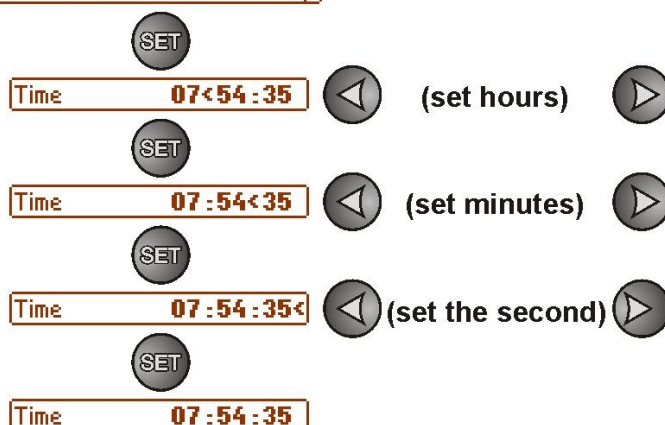 SET
Time 07<54:35 (set hours)
SET
Time 07:54<35 (set minutes)
SET
Time 07:54:35< (set the second)
SET
Time 07:54:35